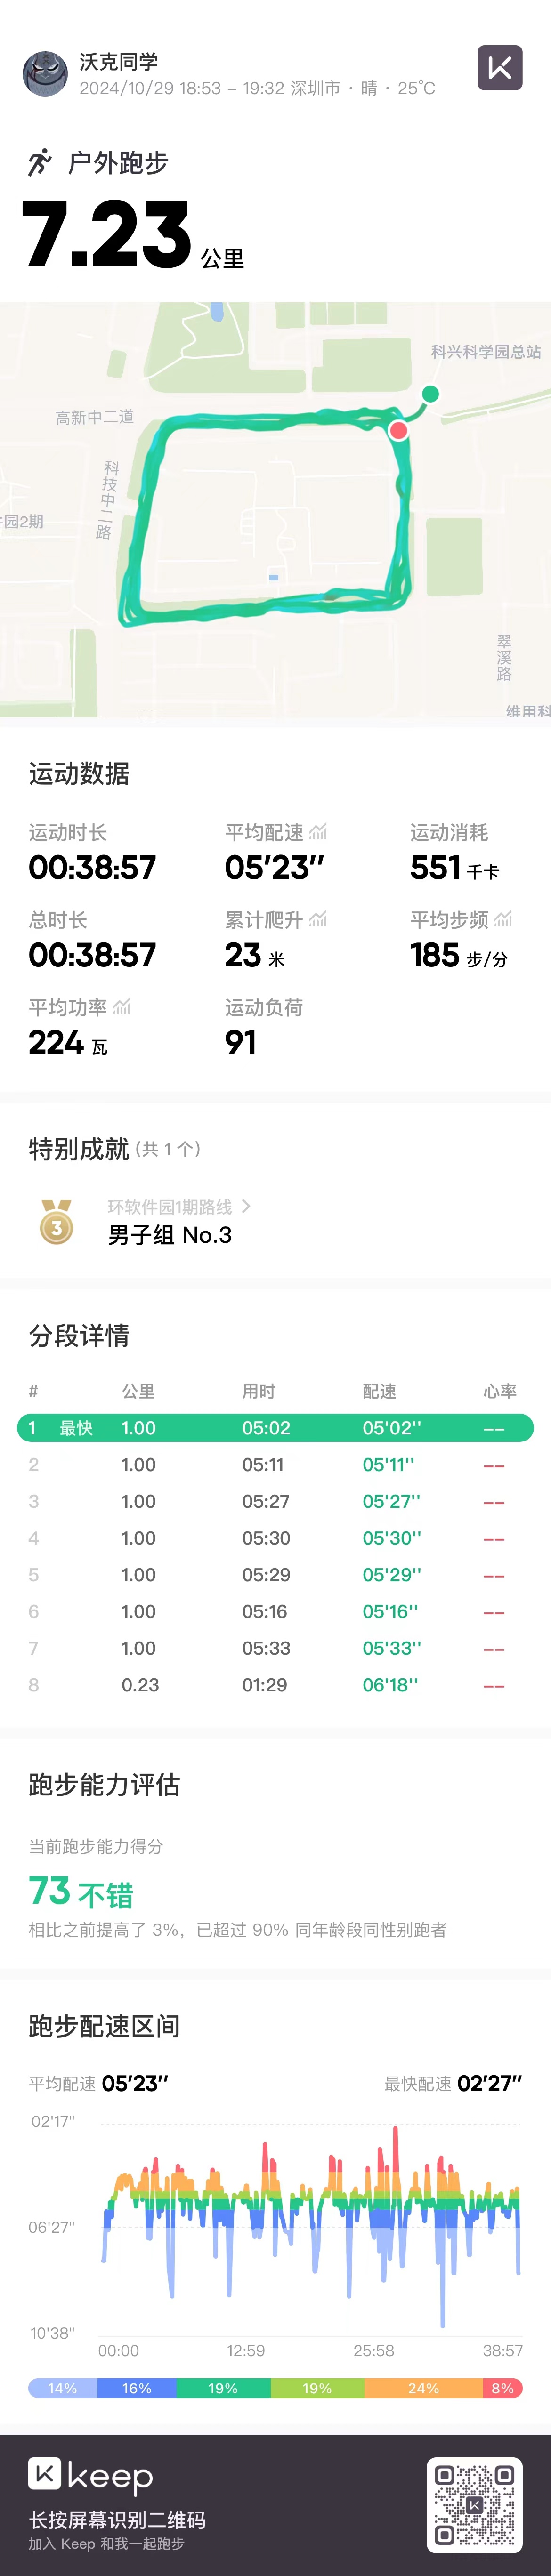 沃克同学
2024/10/29 18:53 – 19:32 深圳市 · 晴 · 25°C
户外跑步
7.23 公里
科兴科学园总站
高新中二道
科技中二路
园2期
翠溪路
维用科
运动数据
运动时长 平均配速 运动消耗
00:38:57 05'23'' 551 千卡
总时长 累计爬升 平均步频
00:38:57 23 米 185 步/分
平均功率 运动负荷
224 瓦 91
特别成就 (共 1 个)
3
环软件园1期路线 >
男子组 No.3
分段详情
# 公里 用时 配速 心率
1 最快 1.00 05:02 05'02'' --
2 1.00 05:11 05'11'' --
3 1.00 05:27 05'27'' --
4 1.00 05:30 05'30'' --
5 1.00 05:29 05'29'' --
6 1.00 05:16 05'16'' --
7 1.00 05:33 05'33'' --
8 0.23 01:29 06'18'' --
跑步能力评估
当前跑步能力得分
73 不错
相比之前提高了 3%，已超过 90% 同年龄段同性别跑者
跑步配速区间
平均配速 05'23'' 最快配速 02'27''
02'17"
06'27"
10'38"
00:00 12:59 25:58 38:57
14% 16% 19% 19% 24% 8%
keep
长按屏幕识别二维码
加入 Keep 和我一起跑步